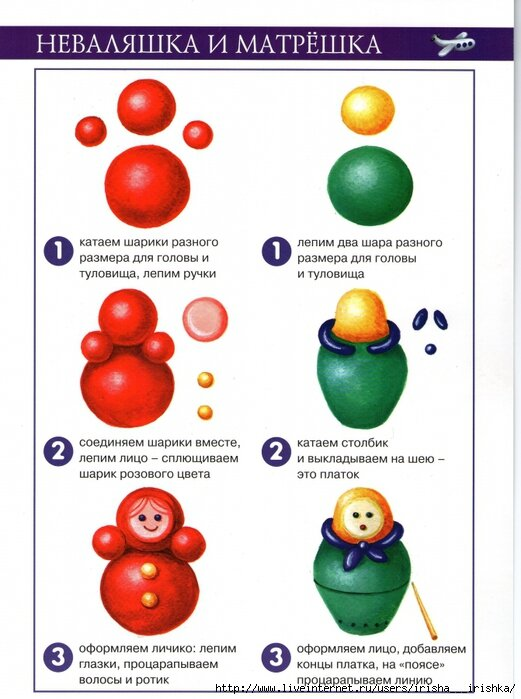 НЕВАЛЯШКА И МАТРЁШКА
1
катаем шарики разного
размера для головы и
туловища, лепим ручки
1
лепим два шара разного
размера для головы
и туловища
2
соединяем шарики вместе,
лепим лицо – сплющиваем
шарик розового цвета
2
катаем столбик
и выкладываем на шею –
это платок
3
оформляем личико: лепим
глазки, процарапываем
волосы и ротик
3
оформляем лицо, добавляем
концы платка, на «поясе»
процарапываем линию
http://www.liveinternet.ru/users/irisha__irishka/